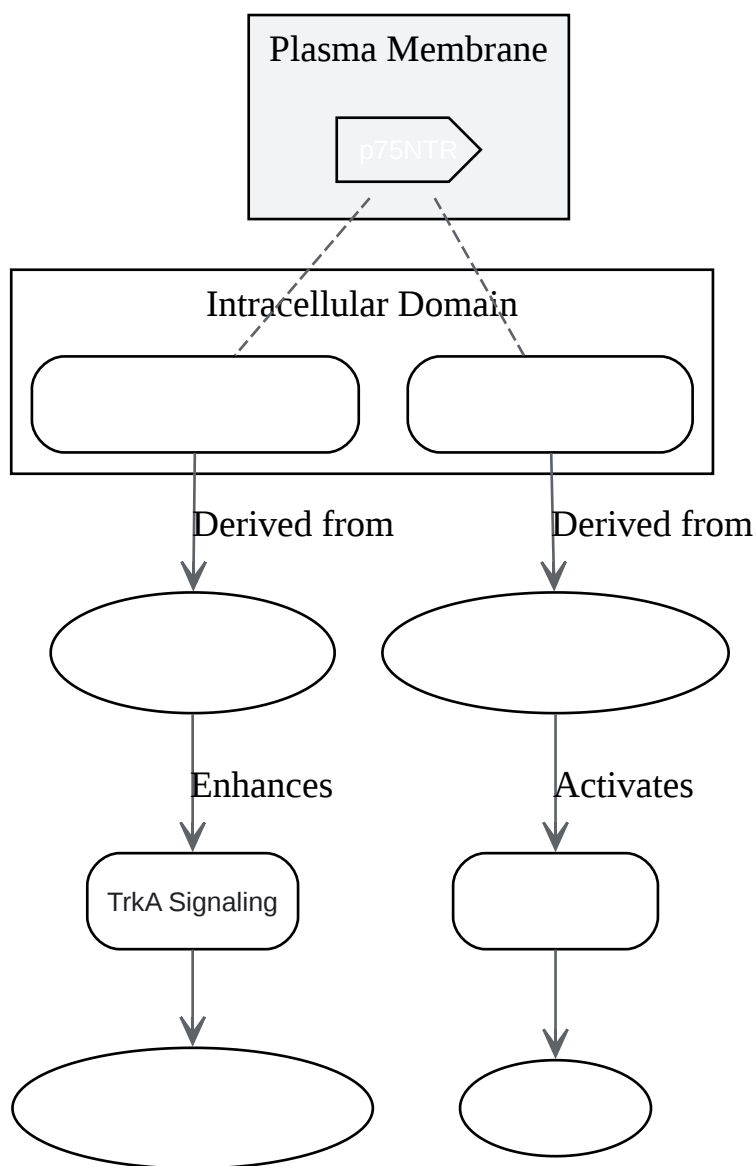 Plasma Membrane
p75NTR
Intracellular Domain
Derived from
Derived from
Enhances
Activates
TrkA Signaling